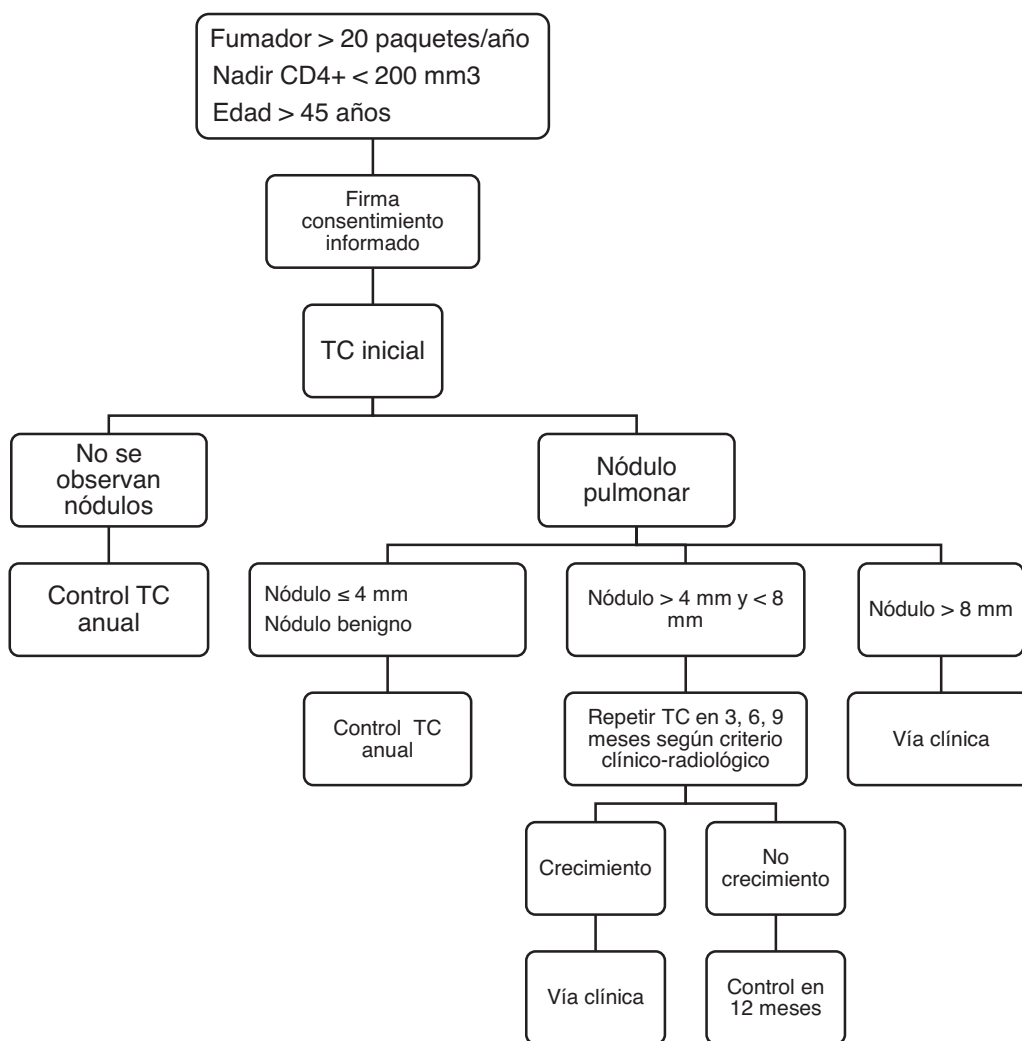 Fumador > 20 paquetes/año
Nadir CD4+ < 200 mm3
Edad > 45 años
Firma
consentimiento
informado
TC inicial
No se
observan
nódulos
Nódulo
pulmonar
Control TC
anual
Nódulo ≤ 4 mm
Nódulo benigno
Nódulo > 4 mm y < 8
mm
Nódulo > 8 mm
Control TC
anual
Repetir TC en 3, 6, 9
meses según criterio
clínico-radiológico
Vía clínica
Crecimiento
No
crecimiento
Vía clínica
Control en
12 meses